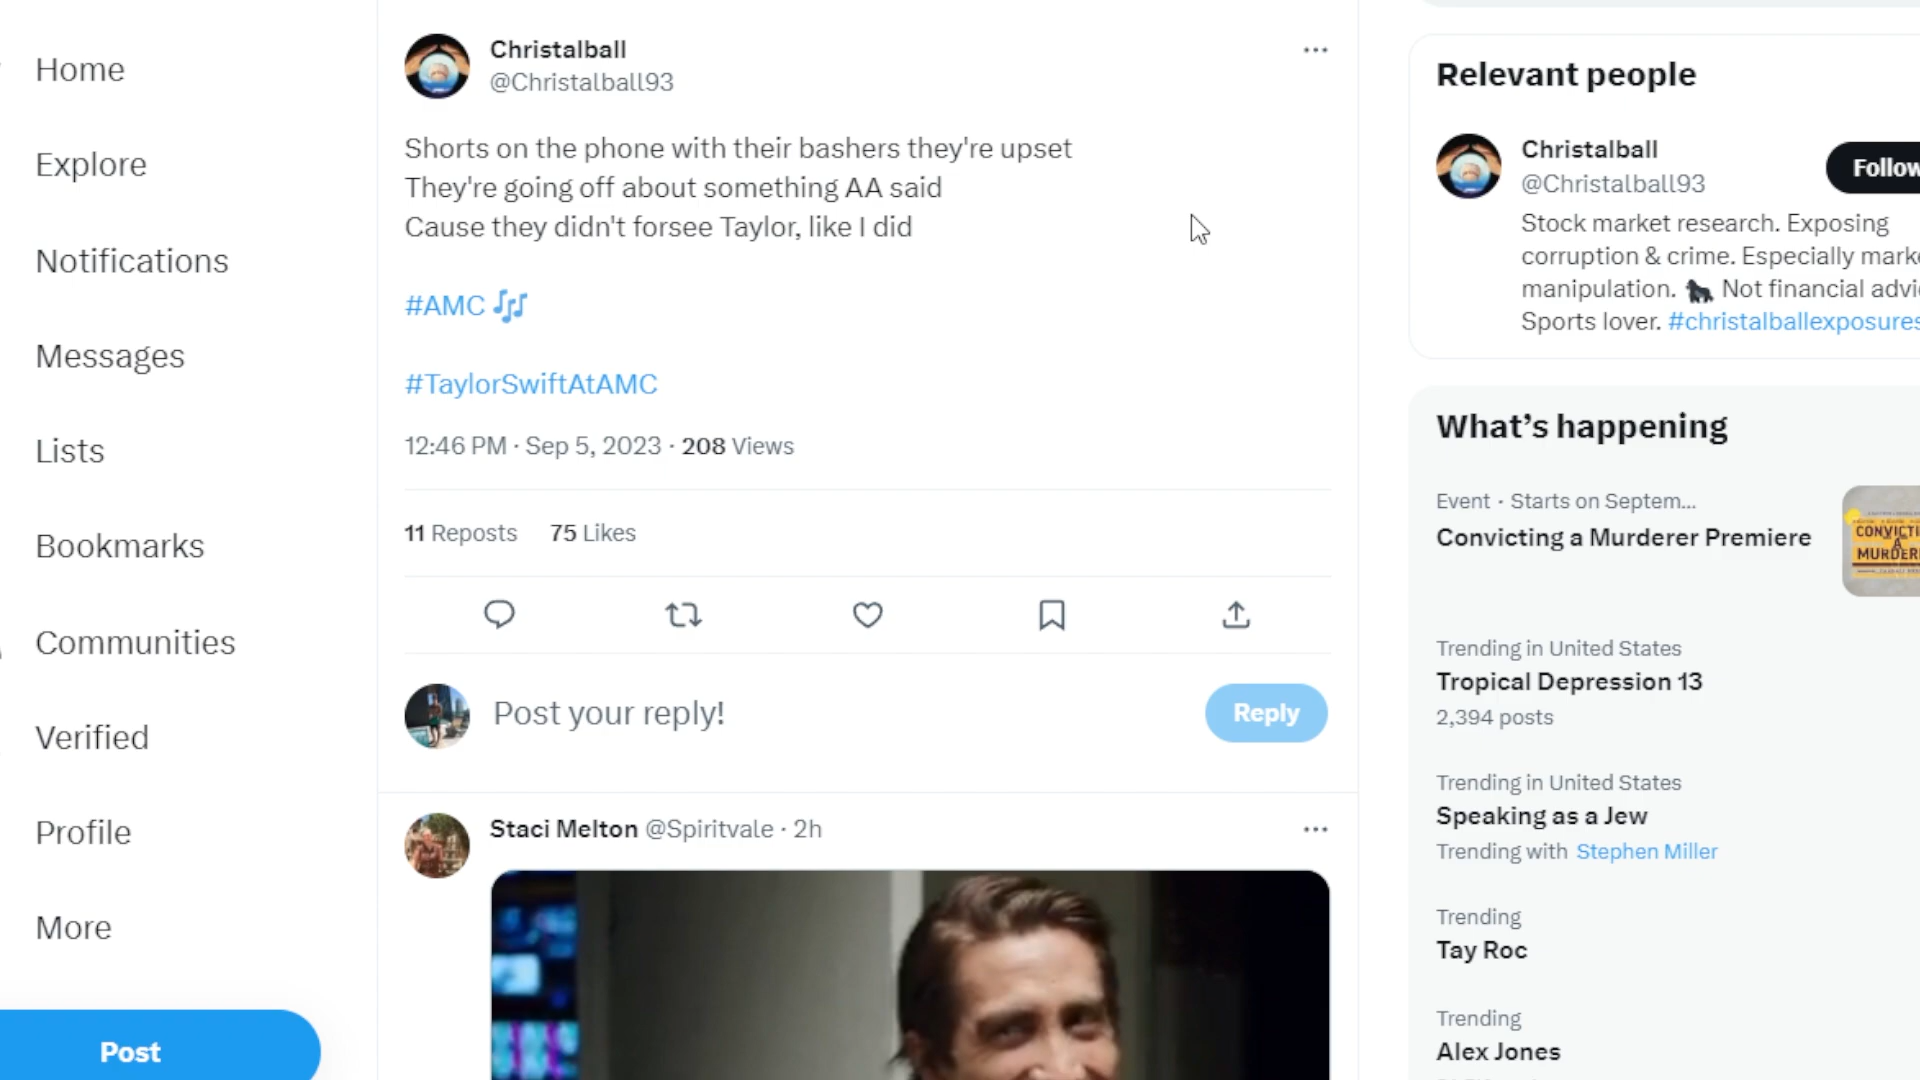 Home
Explore
Notifications
Messages
Lists
Bookmarks
Communities
Verified
Profile
More
Post
Christalball
@Christalball93
Shorts on the phone with their bashers they're upset
They're going off about something AA said
Cause they didn't forsee Taylor, like I did
#AMC 🎶
#TaylorSwiftAtAMC
12:46 PM · Sep 5, 2023 · 208 Views
11 Reposts 75 Likes
Post your reply!
Reply
Staci Melton @Spiritvale · 2h
Relevant people
Christalball
@Christalball93
Follow
Stock market research. Exposing
corruption & crime. Especially marke
manipulation. 🦍 Not financial advi
Sports lover. #christalballexposures
What's happening
Event · Starts on Septem...
Convicting a Murderer Premiere
CONVICTI
A
MURDER
Trending in United States
Tropical Depression 13
2,394 posts
Trending in United States
Speaking as a Jew
Trending with Stephen Miller
Trending
Tay Roc
Trending
Alex Jones